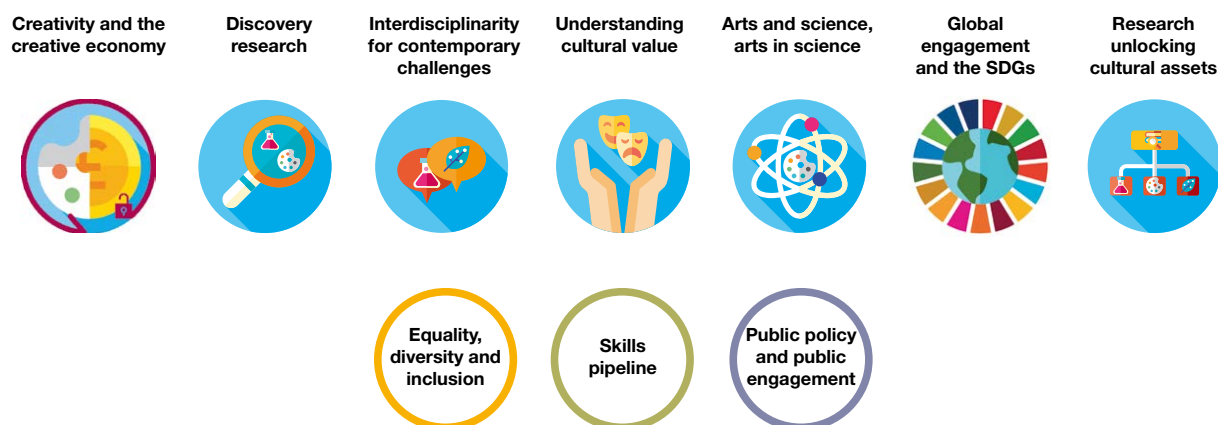 Creativity and the
creative economy
Discovery
research
Interdisciplinarity
for contemporary
challenges
Understanding
cultural value
Arts and science,
arts in science
Global
engagement
and the SDGs
Research
unlocking
cultural assets
Equality,
diversity and
inclusion
Skills
pipeline
Public policy
and public
engagement